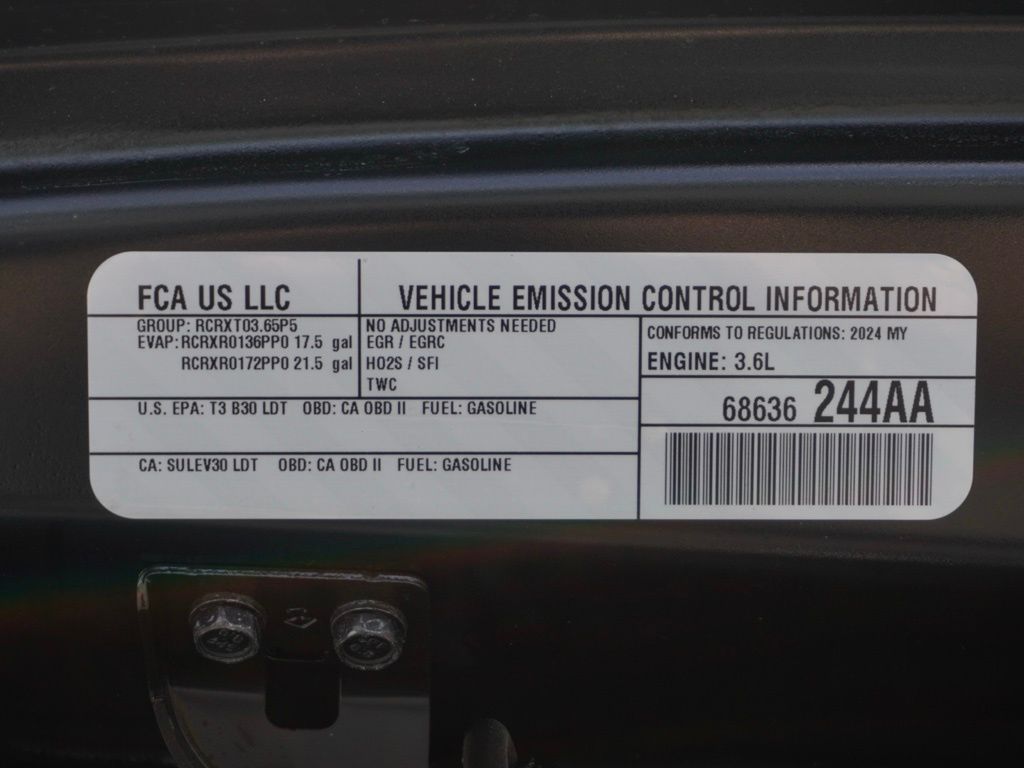 FCA US LLC
VEHICLE EMISSION CONTROL INFORMATION
GROUP: RCRXT03.65P5
EVAP: RCRXR0136PP0 17.5 gal
RCRXR0172PP0 21.5 gal
NO ADJUSTMENTS NEEDED
EGR / EGRC
HO2S / SFI
TWC
CONFORMS TO REGULATIONS: 2024 MY
ENGINE: 3.6L
U.S. EPA: T3 B30 LDT OBD: CA OBD II FUEL: GASOLINE
68636 244AA
CA: SULEV30 LDT OBD: CA OBD II FUEL: GASOLINE